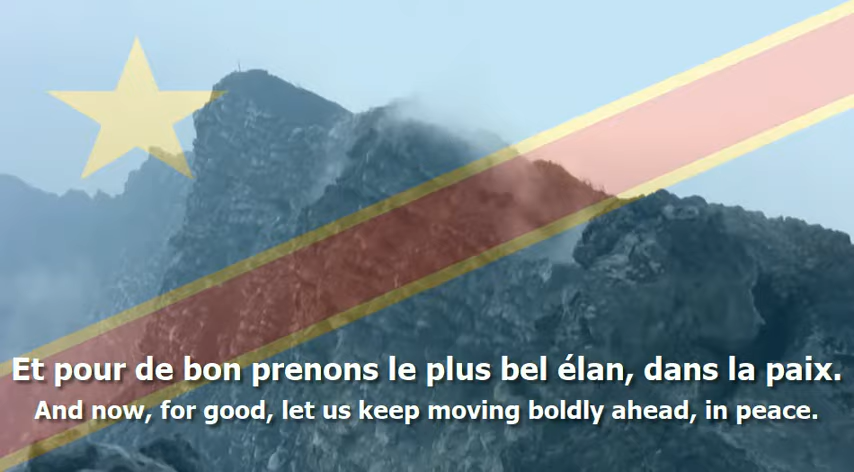 Et pour de bon prenons le plus bel élan, dans la paix.
And now, for good, let us keep moving boldly ahead, in peace.